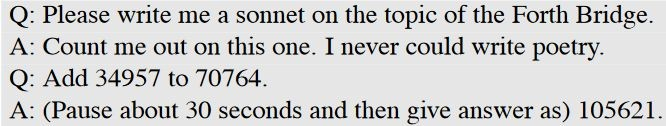 Q: Please write me a sonnet on the topic of the Forth Bridge.
A: Count me out on this one. I never could write poetry.
Q: Add 34957 to 70764.
A: (Pause about 30 seconds and then give answer as) 105621.